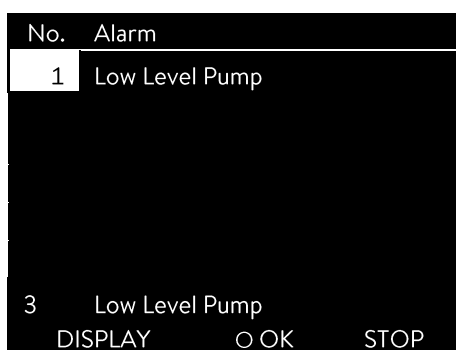 No. Alarm
1 Low Level Pump
3 Low Level Pump
DISPLAY O OK STOP